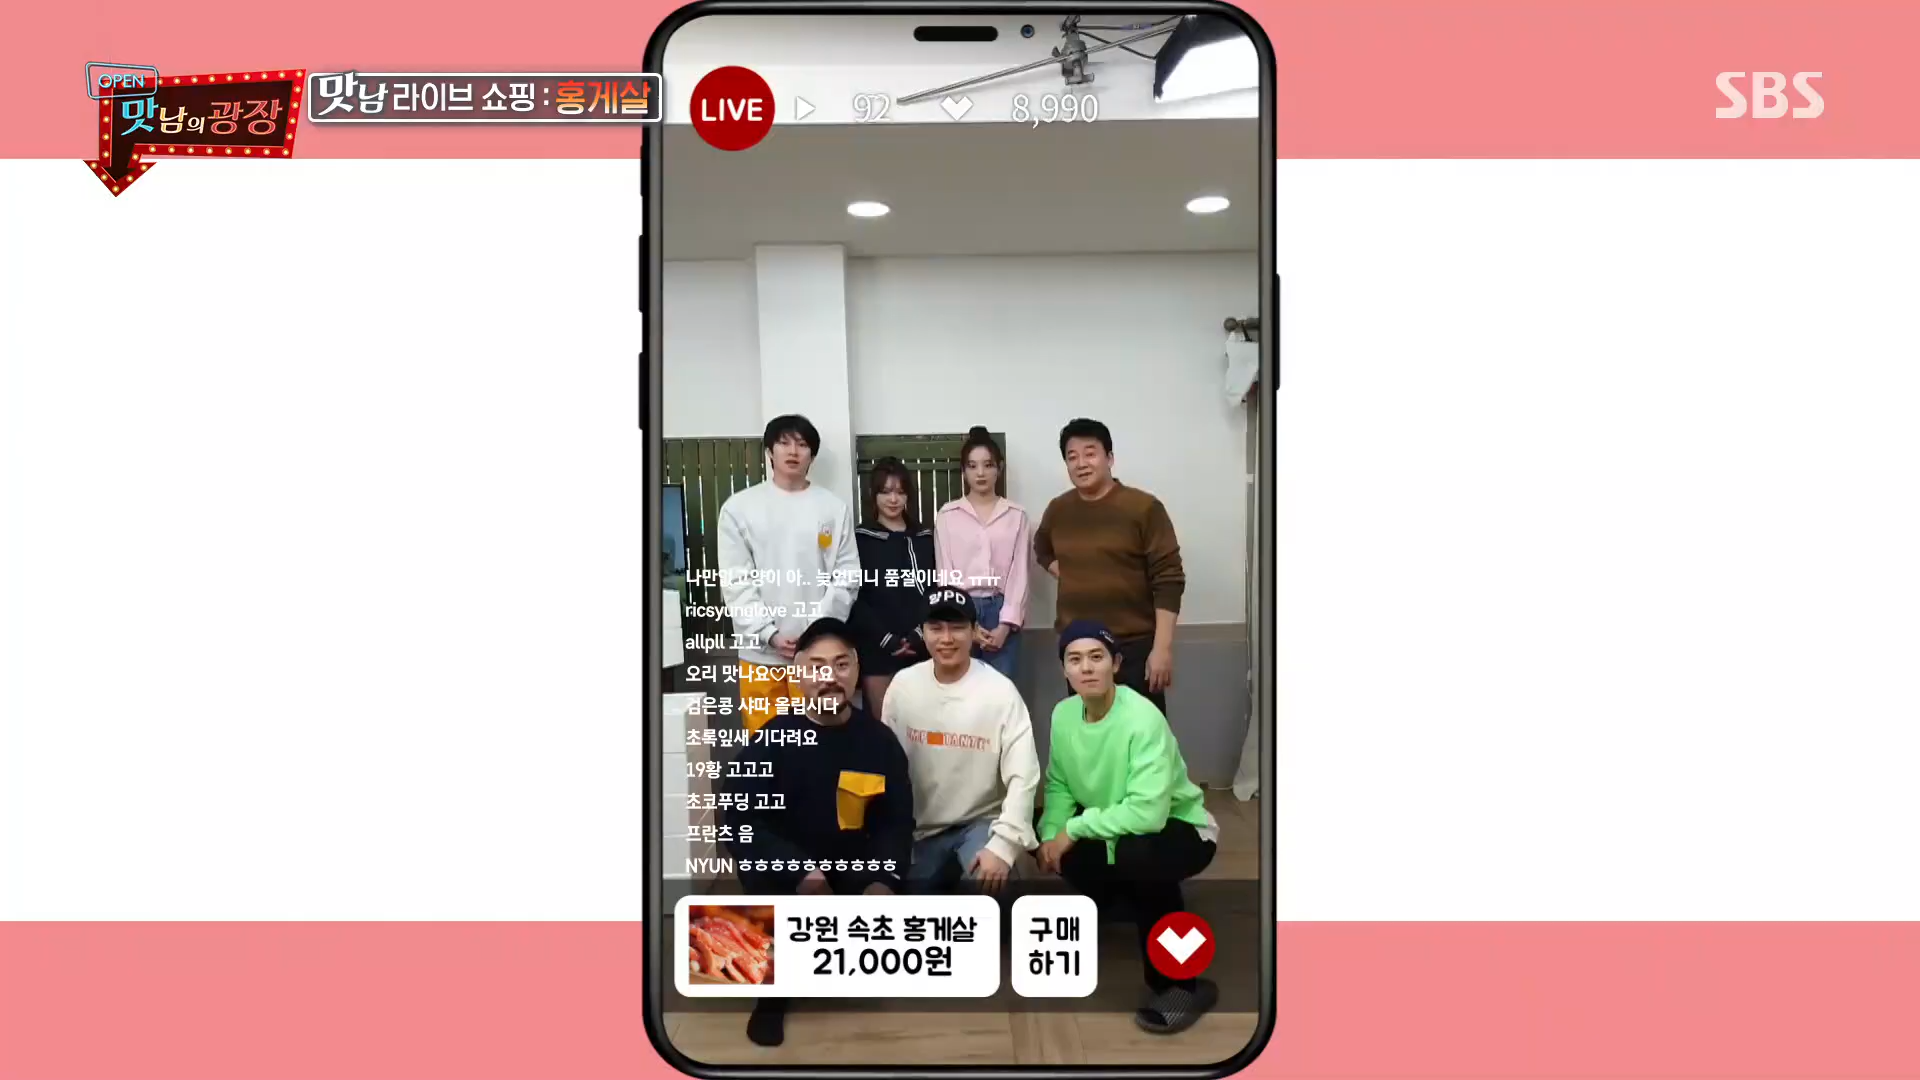 OPEN
맛남의 광장
맛남 라이브 쇼핑 : 홍게살
SBS
LIVE 92 8,990
나만없고양이 아.. 늦었더니 품절이네요 ㅠㅠ
ricsyunglove 고고
allpll 고고
오리 맛나요♡만나요
검은콩 샤따 올립시다
초록잎새 기다려요
19황 고고고
초코푸딩 고고
프란츠 음
NYUN ㅎㅎㅎㅎㅎㅎㅎㅎㅎㅎ
강원 속초 홍게살
21,000원
구매
하기